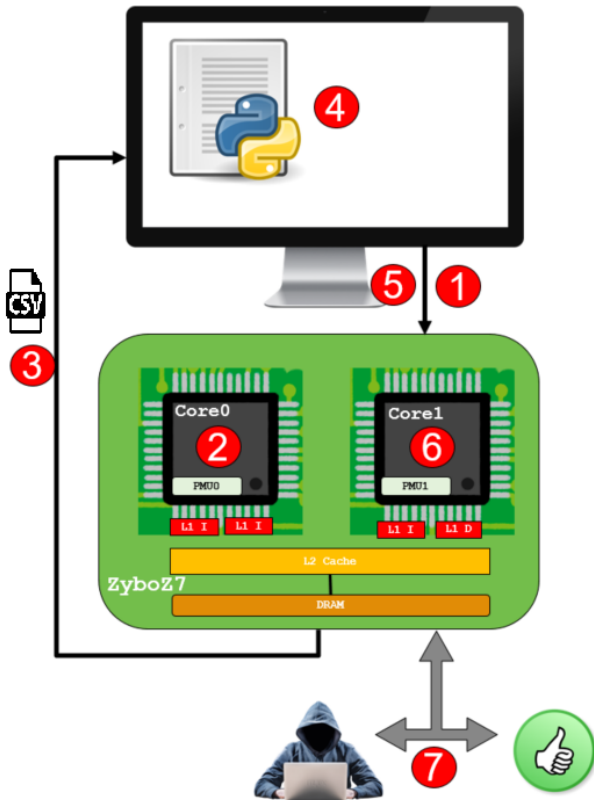 4
5
1
CSV
3
Core0
Core1
2
6
PMU0
PMU1
L1 I
L1 I
L1 I
L1 D
L2 Cache
ZyboZ7
DRAM
7